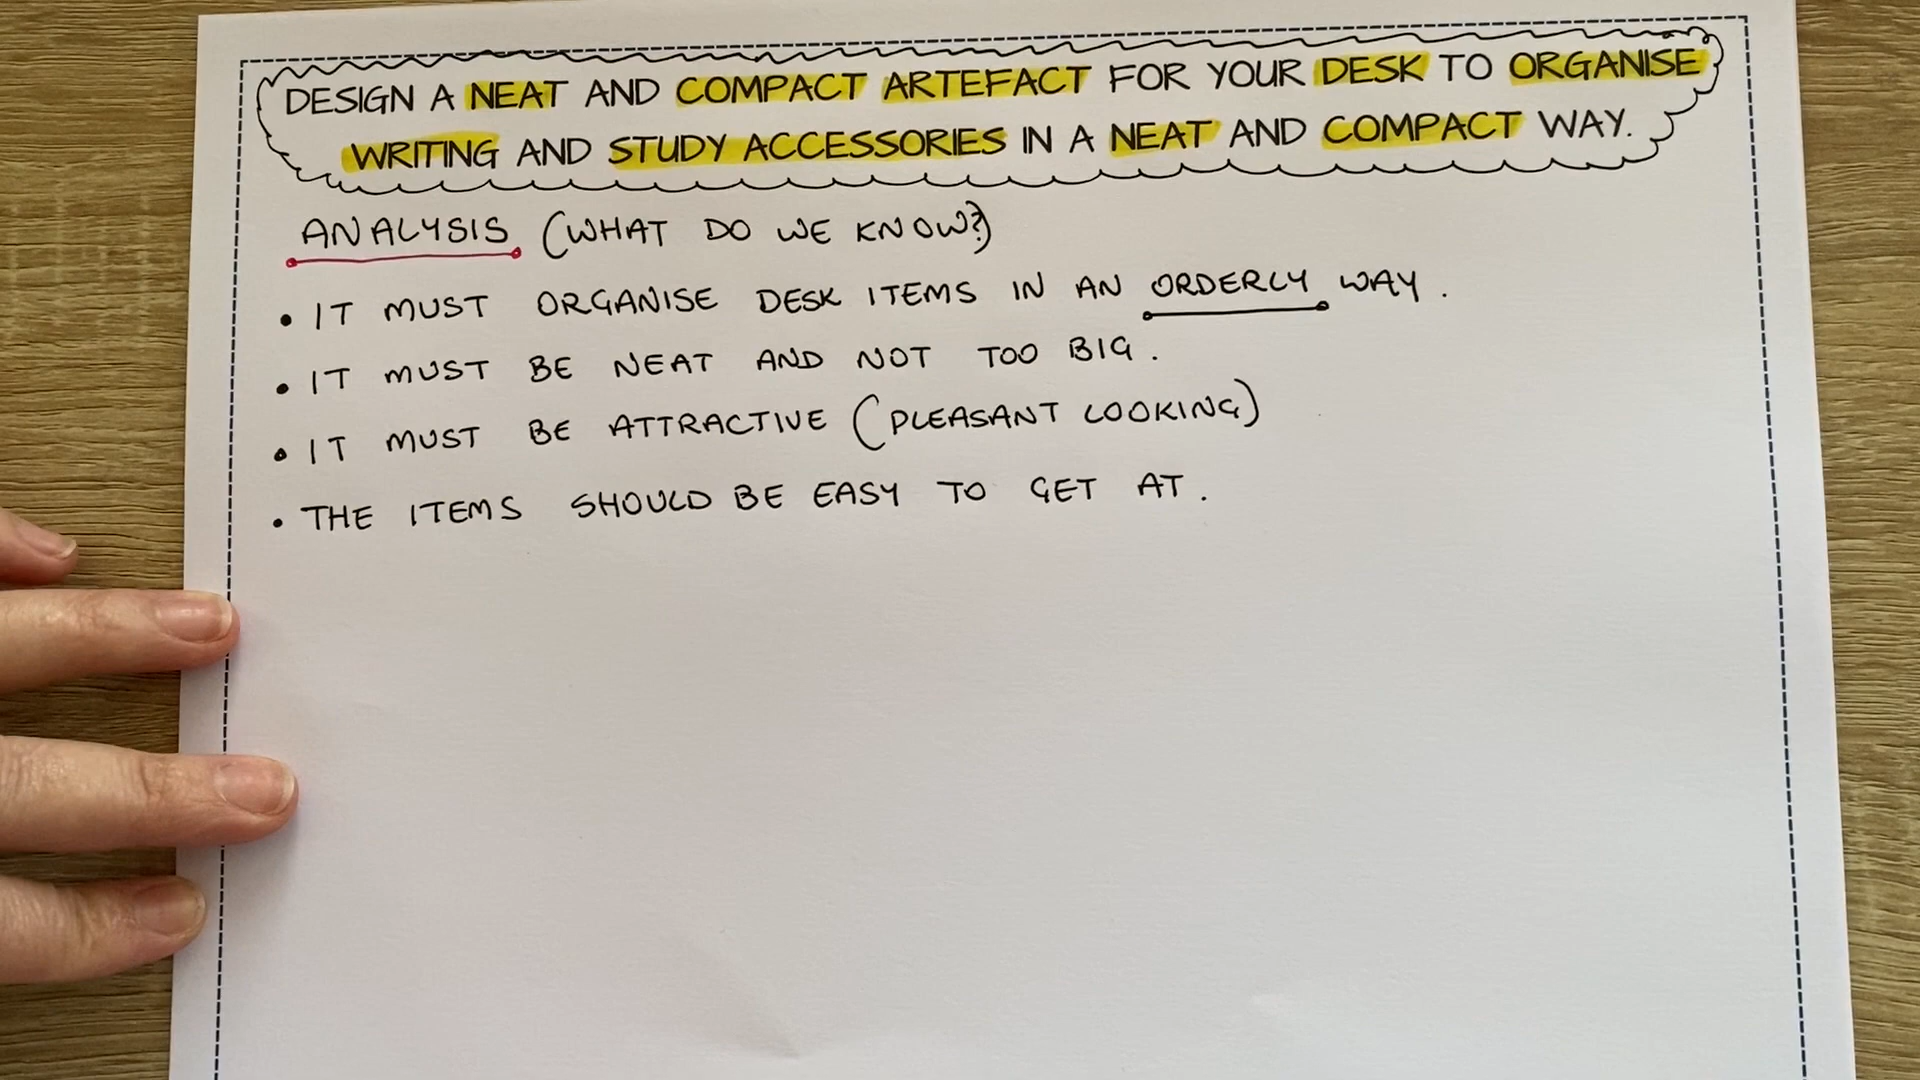 DESIGN A NEAT AND COMPACT ARTEFACT FOR YOUR DESK TO ORGANISE
WRITING AND STUDY ACCESSORIES IN A NEAT AND COMPACT WAY.
ANALYSIS (WHAT DO WE KNOW?)
• IT MUST ORGANISE DESK ITEMS IN AN ORDERLY WAY.
• IT MUST BE NEAT AND NOT TOO BIG.
• IT MUST BE ATTRACTIVE (PLEASANT LOOKING)
• THE ITEMS SHOULD BE EASY TO GET AT.